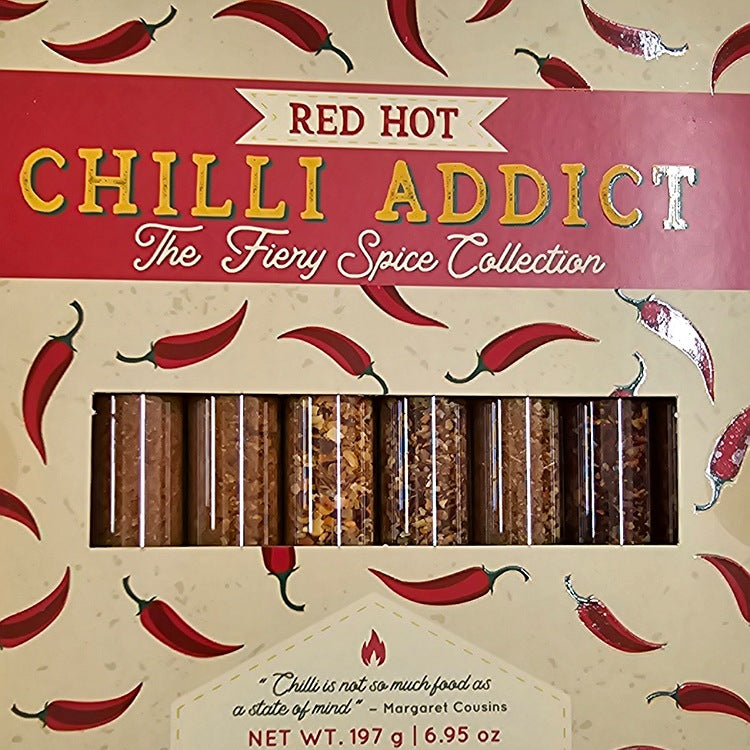 RED HOT
CHILLI ADDICT
The Fiery Spice Collection
"Chilli is not so much food as
a state of mind" – Margaret Cousins
NET WT. 197 g | 6.95 oz